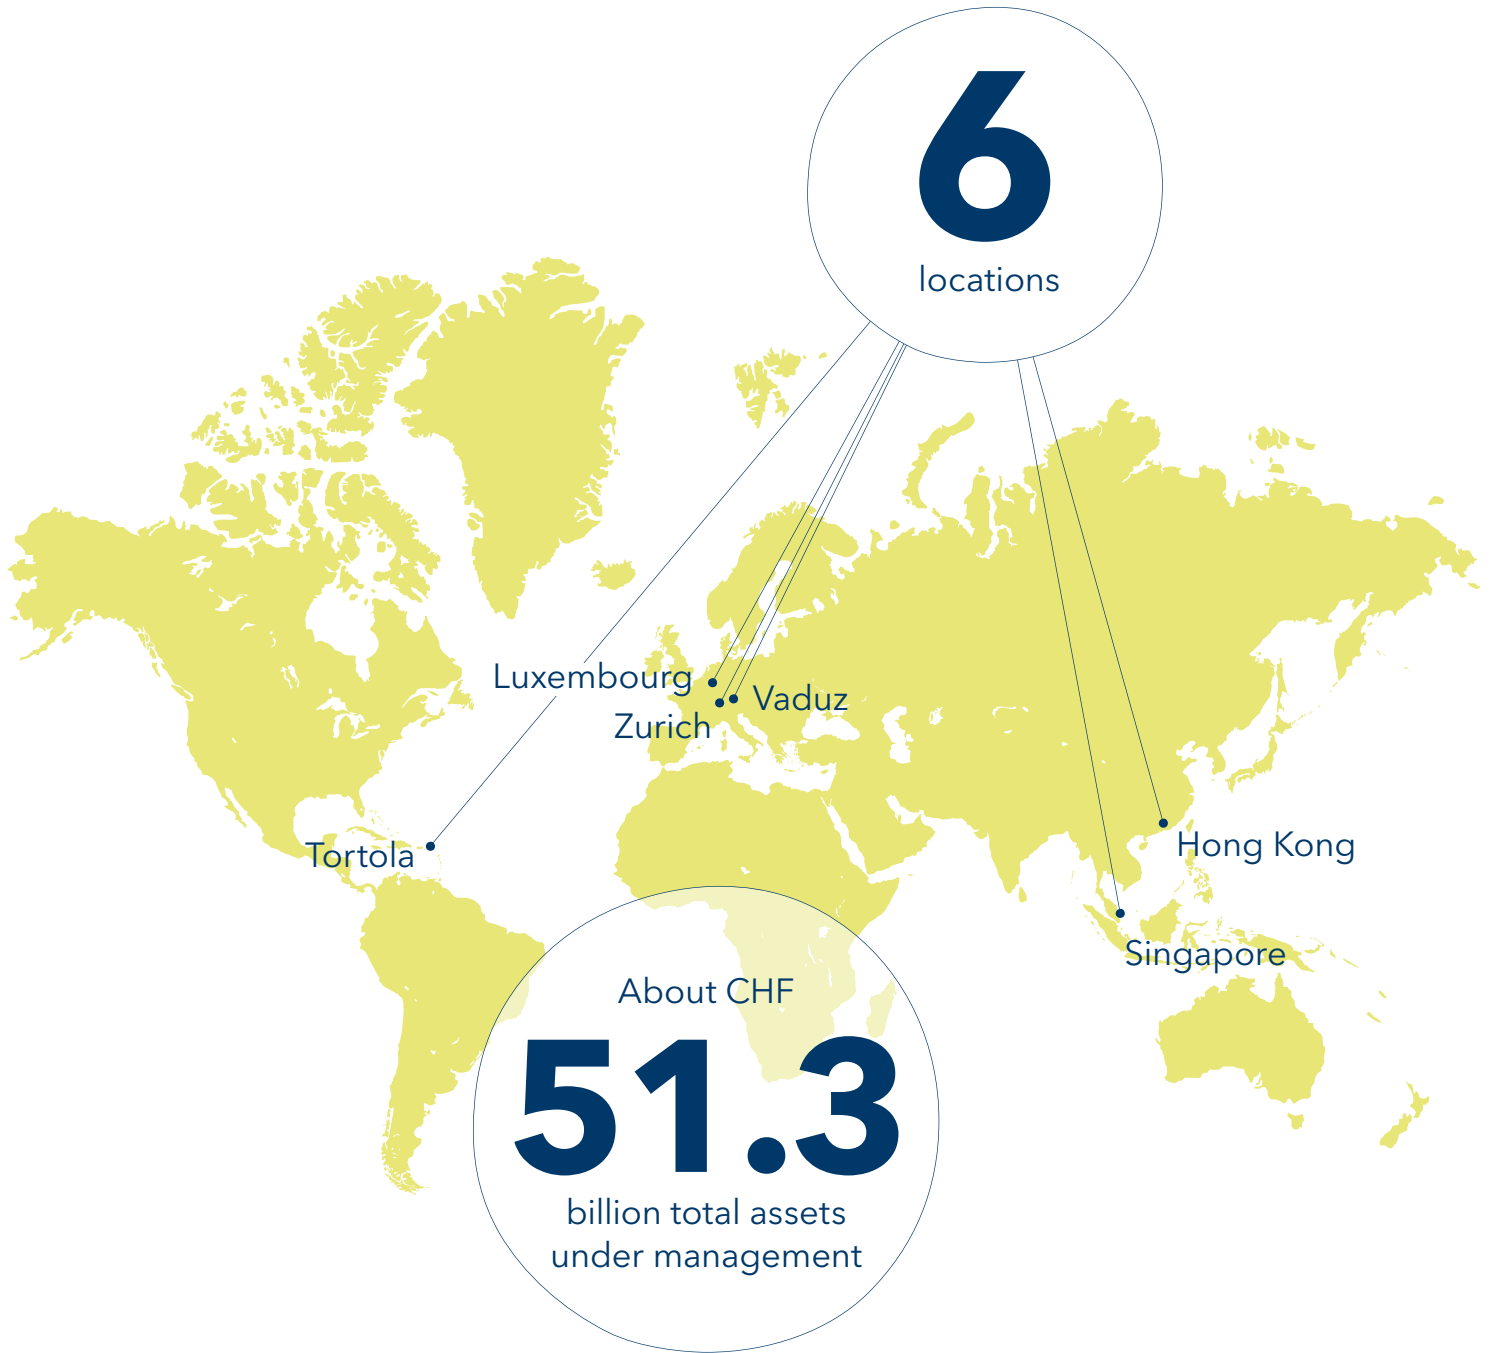 6
locations
Luxembourg
Vaduz
Zurich
Tortola
Hong Kong
Singapore
About CHF
51.3
billion total assets
under management